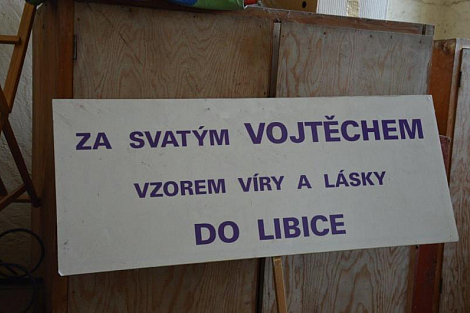 ZA SVATÝM VOJTĚCHEM
VZOREM VÍRY A LÁSKY
DO LIBICE